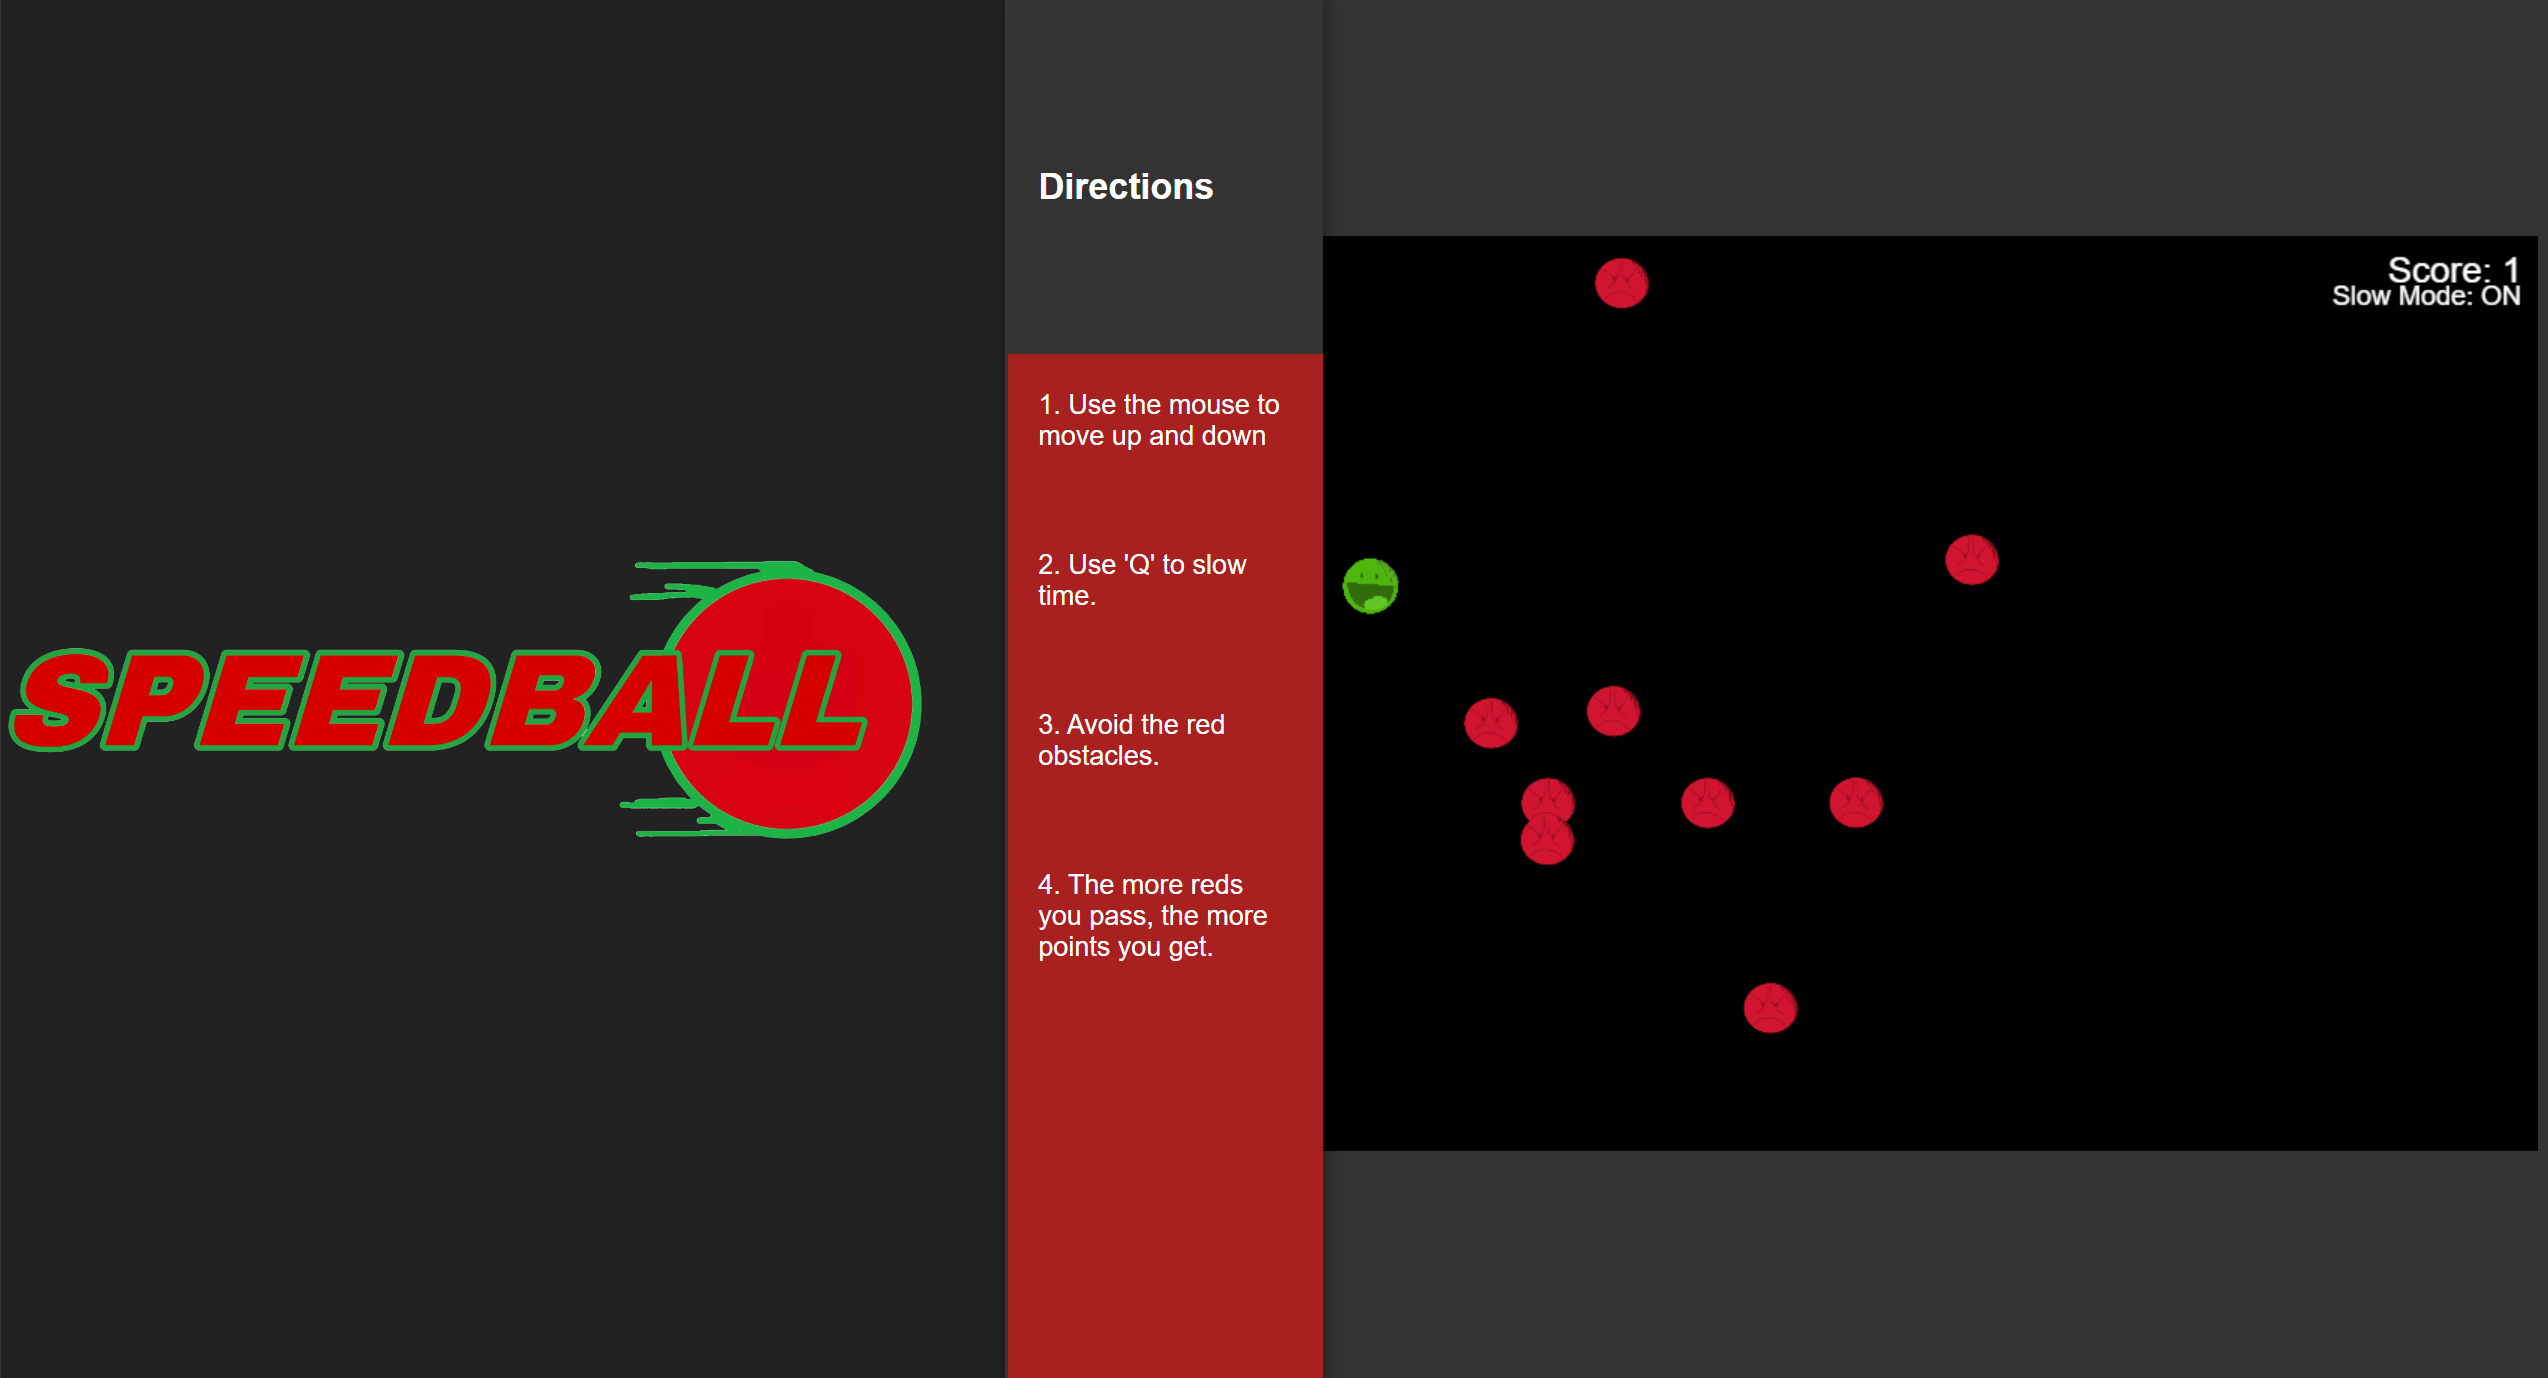 SPEEDBALL
Directions
1. Use the mouse to
move up and down
2. Use 'Q' to slow
time.
3. Avoid the red
obstacles.
4. The more reds
you pass, the more
points you get.
Score: 1
Slow Mode: ON